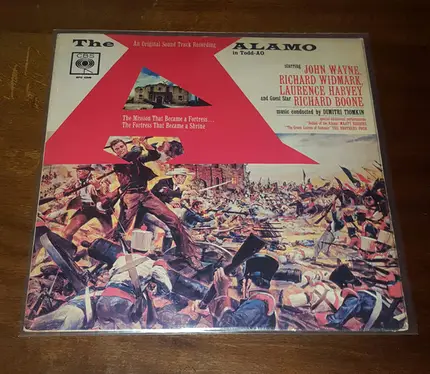 The ALAMO
An Original Sound Track Recording
in Todd-AO
CBS
starring
JOHN WAYNE,
RICHARD WIDMARK,
LAURENCE HARVEY
and Guest Star
RICHARD BOONE
music conducted by DIMITRI TIOMKIN
The Mission That Became a Fortress...
The Fortress That Became a Shrine